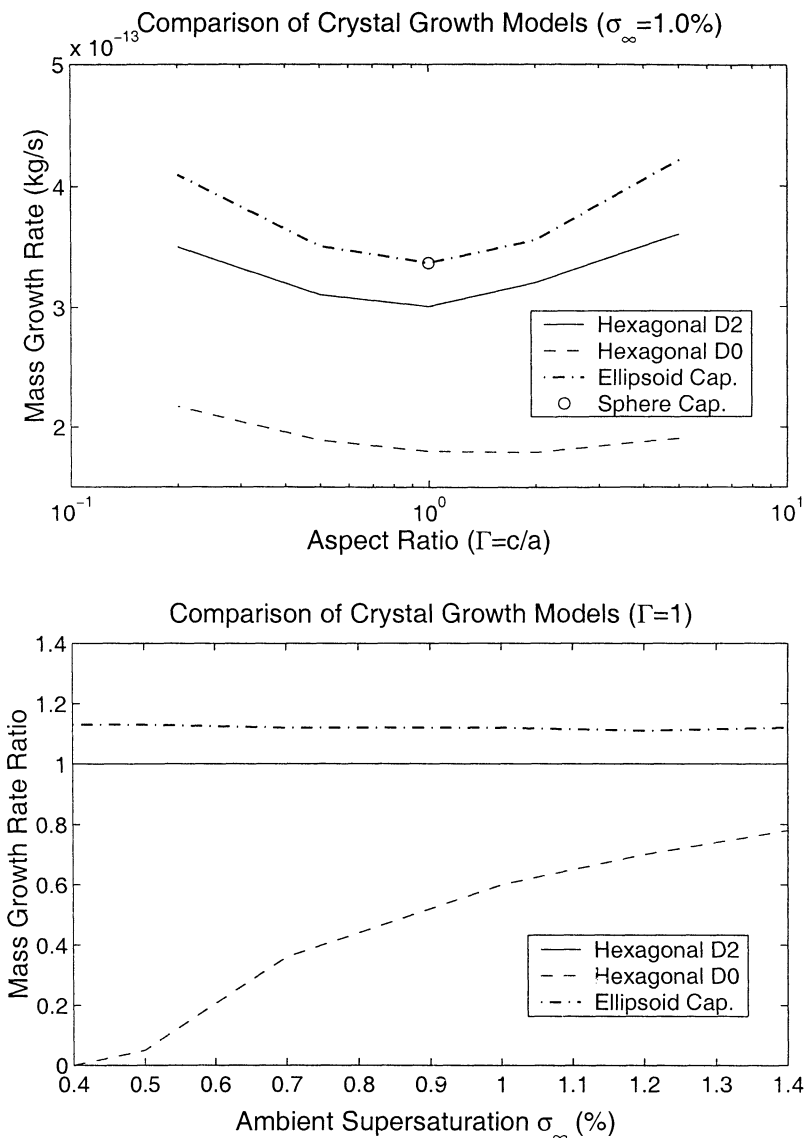 Comparison of Crystal Growth Models (σ∞=1.0%)
x 10⁻¹³
5
4
3
2
Mass Growth Rate (kg/s)
Hexagonal D2
Hexagonal D0
Ellipsoid Cap.
Sphere Cap.
10⁻¹ 10⁰ 10¹
Aspect Ratio (Γ=c/a)
Comparison of Crystal Growth Models (Γ=1)
1.4
1.2
1
0.8
0.6
0.4
0.2
0
Mass Growth Rate Ratio
Hexagonal D2
Hexagonal D0
Ellipsoid Cap.
0.4 0.5 0.6 0.7 0.8 0.9 1 1.1 1.2 1.3 1.4
Ambient Supersaturation σ∞ (%)